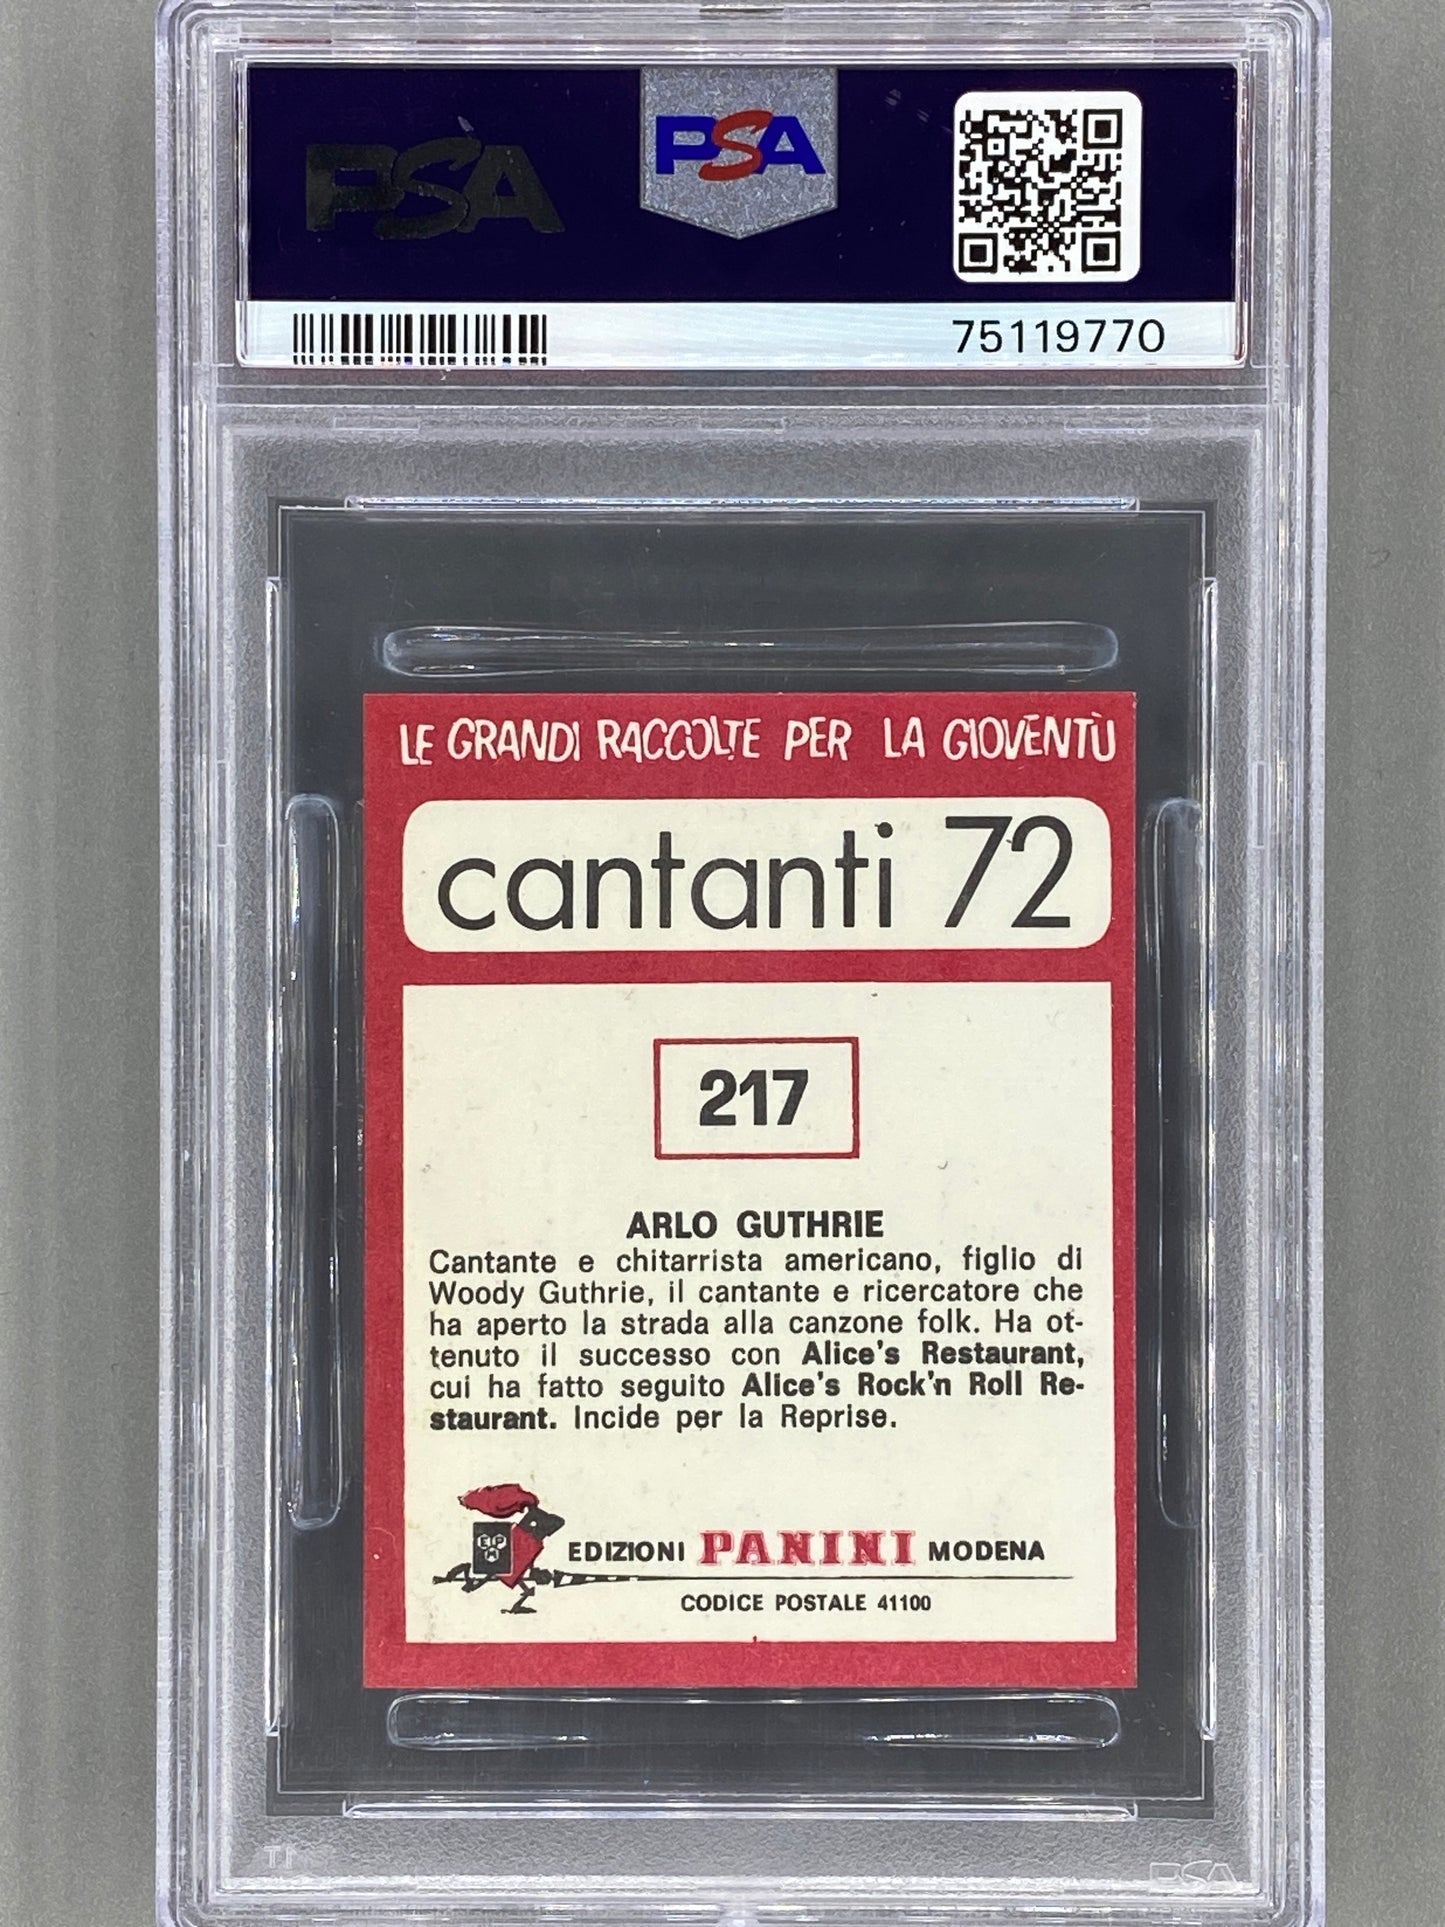 PSA
PSA
75119770
LE GRANDI RACCOLTE PER LA GIOVENTÙ
cantanti 72
217
ARLO GUTHRIE
Cantante e chitarrista americano, figlio di
Woody Guthrie, il cantante e ricercatore che
ha aperto la strada alla canzone folk. Ha ot-
tenuto il successo con Alice's Restaurant,
cui ha fatto seguito Alice's Rock'n Roll Re-
staurant. Incide per la Reprise.
EPM
EDIZIONI PANINI MODENA
CODICE POSTALE 41100
PSA